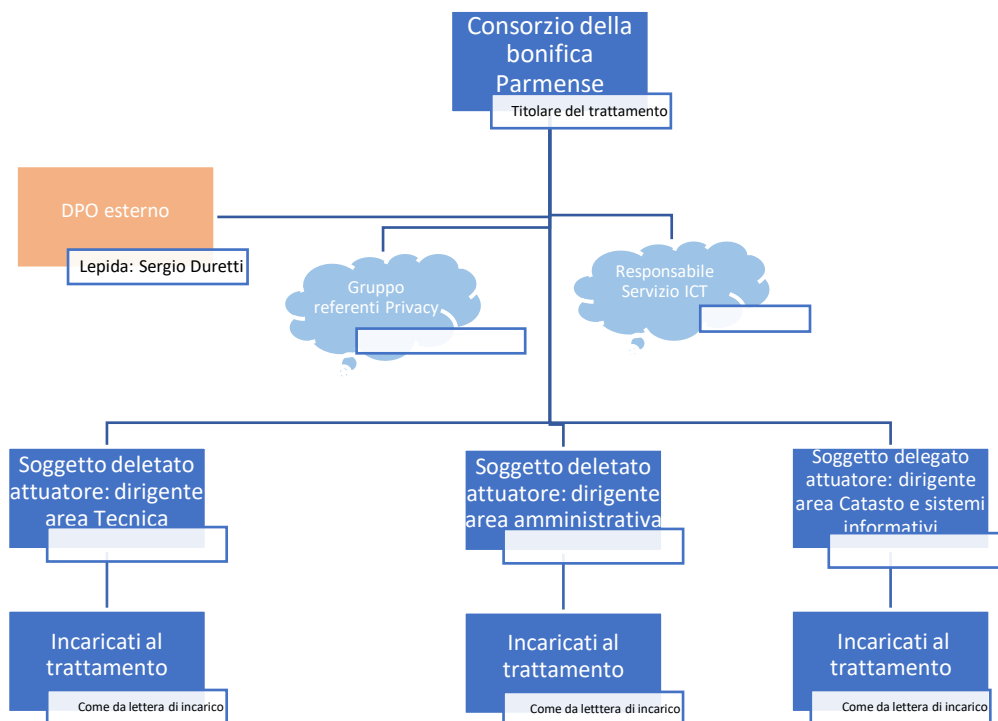 Consorzio della
bonifica
Parmense
Titolare del trattamento
DPO esterno
Lepida: Sergio Duretti
Gruppo
referenti Privacy
Responsabile
Servizio ICT
Soggetto deletato
attuatore: dirigente
area Tecnica
Soggetto deletato
attuatore: dirigente
area amministrativa
Soggetto delegato
attuatore: dirigente
area Catasto e sistemi
informativi
Incaricati al
trattamento
Come da lettera di incarico
Incaricati al
trattamento
Come da letttera di incarico
Incaricati al
trattamento
Come da lettera di incarico